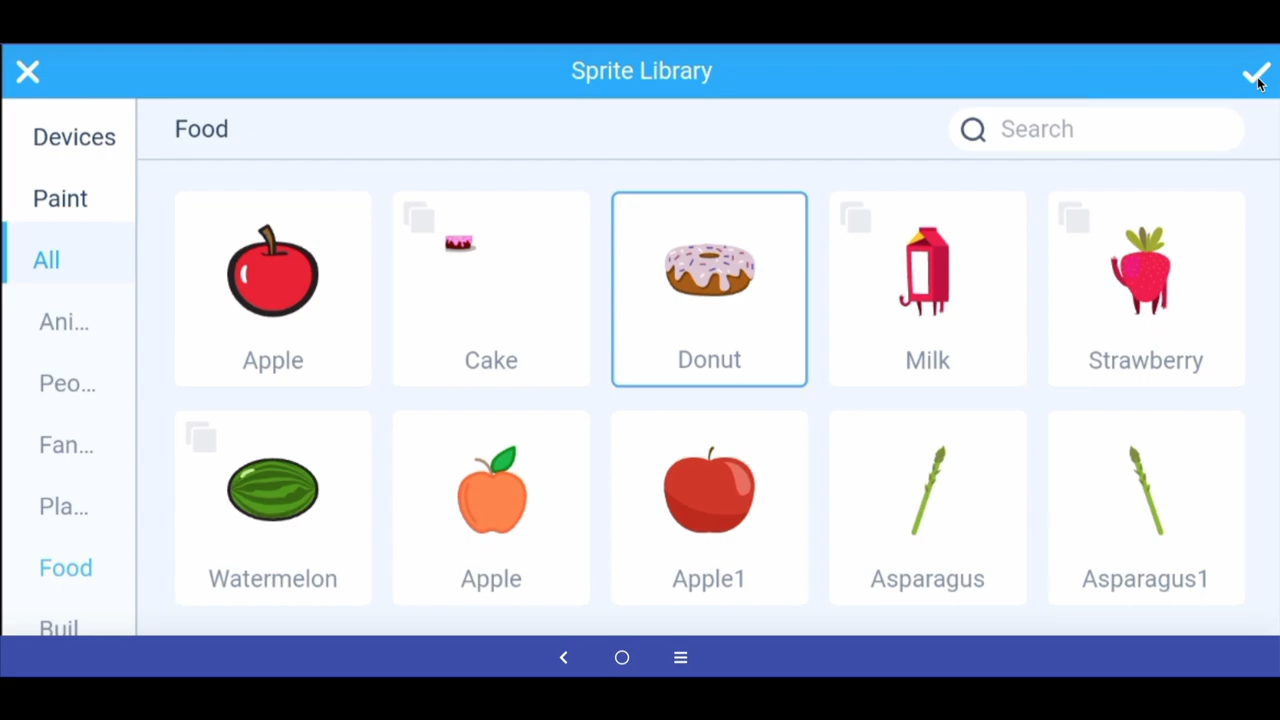 Sprite Library
Devices
Paint
All
Ani...
Peo...
Fan...
Pla...
Food
Buil
Food
Search
Apple
Cake
Donut
Milk
Strawberry
Watermelon
Apple
Apple1
Asparagus
Asparagus1